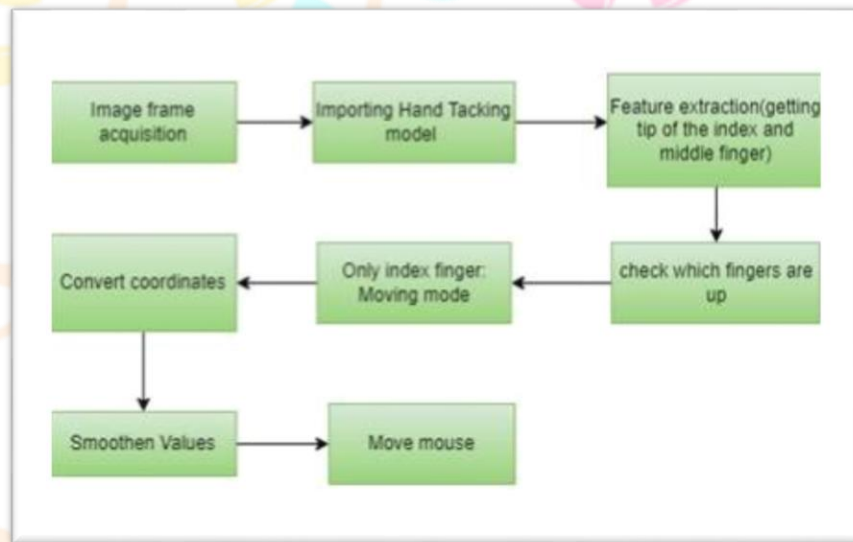 Image frame
acquisition
Importing Hand Tacking
model
Feature extraction(getting
tip of the index and
middle finger)
check which fingers are
up
Only index finger:
Moving mode
Convert coordinates
Smoothen Values
Move mouse